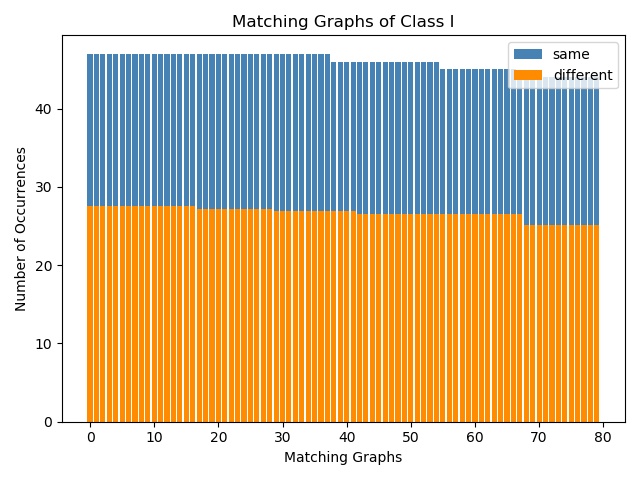 Matching Graphs of Class I
same
different
Number of Occurrences
40
30
20
10
0
0 10 20 30 40 50 60 70 80
Matching Graphs